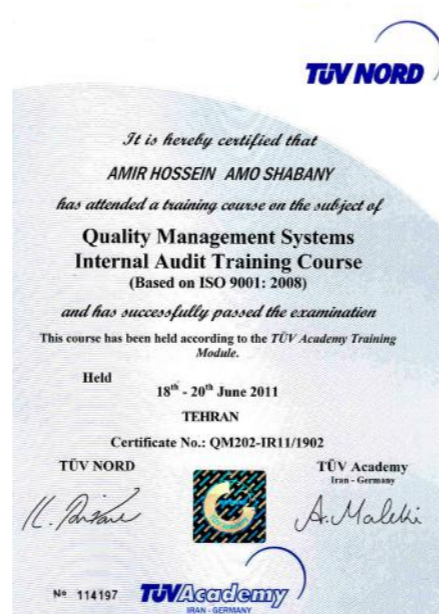 TÜV NORD
It is hereby certified that
AMIR HOSSEIN AMO SHABANY
has attended a training course on the subject of
Quality Management Systems
Internal Audit Training Course
(Based on ISO 9001: 2008)
and has successfully passed the examination
This course has been held according to the TÜV Academy Training
Module.
Held
18th - 20th June 2011
TEHRAN
Certificate No.: QM202-IR11/1902
TÜV NORD
TÜV Academy
Iran - Germany
A. Maleki
No 114197
TÜVAcademy
IRAN - GERMANY